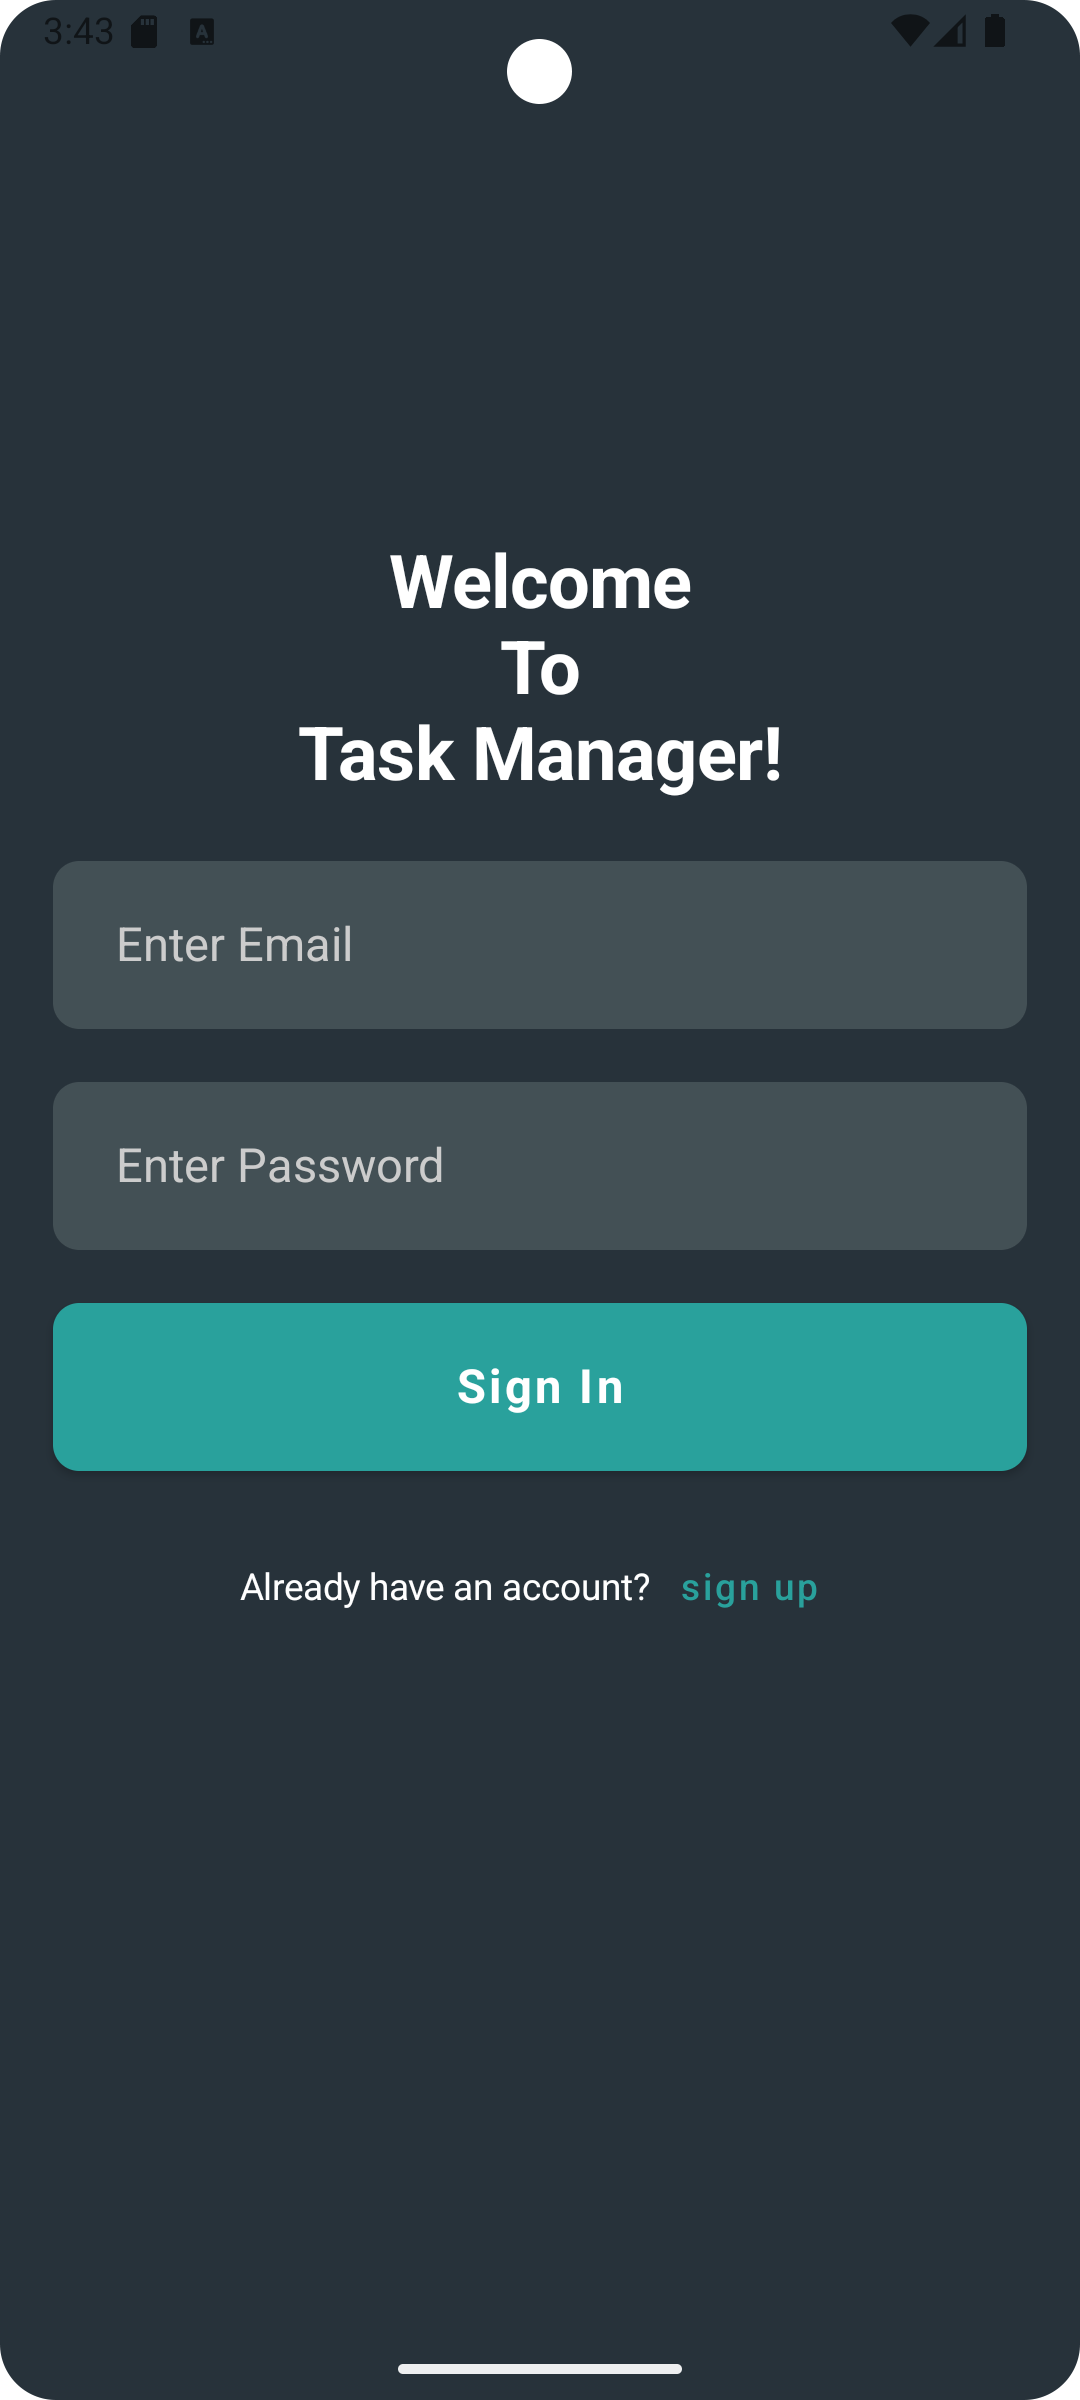 3:43
Welcome
To
Task Manager!
Enter Email
Enter Password
Sign In
Already have an account? sign up